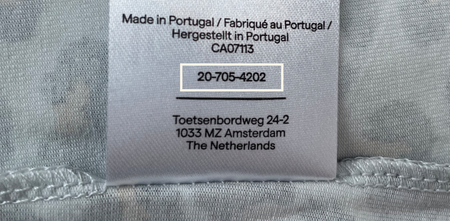 Made in Portugal / Fabriqué au Portugal /
Hergestellt in Portugal
CA07113
20-705-4202
Toetsenbordweg 24-2
1033 MZ Amsterdam
The Netherlands